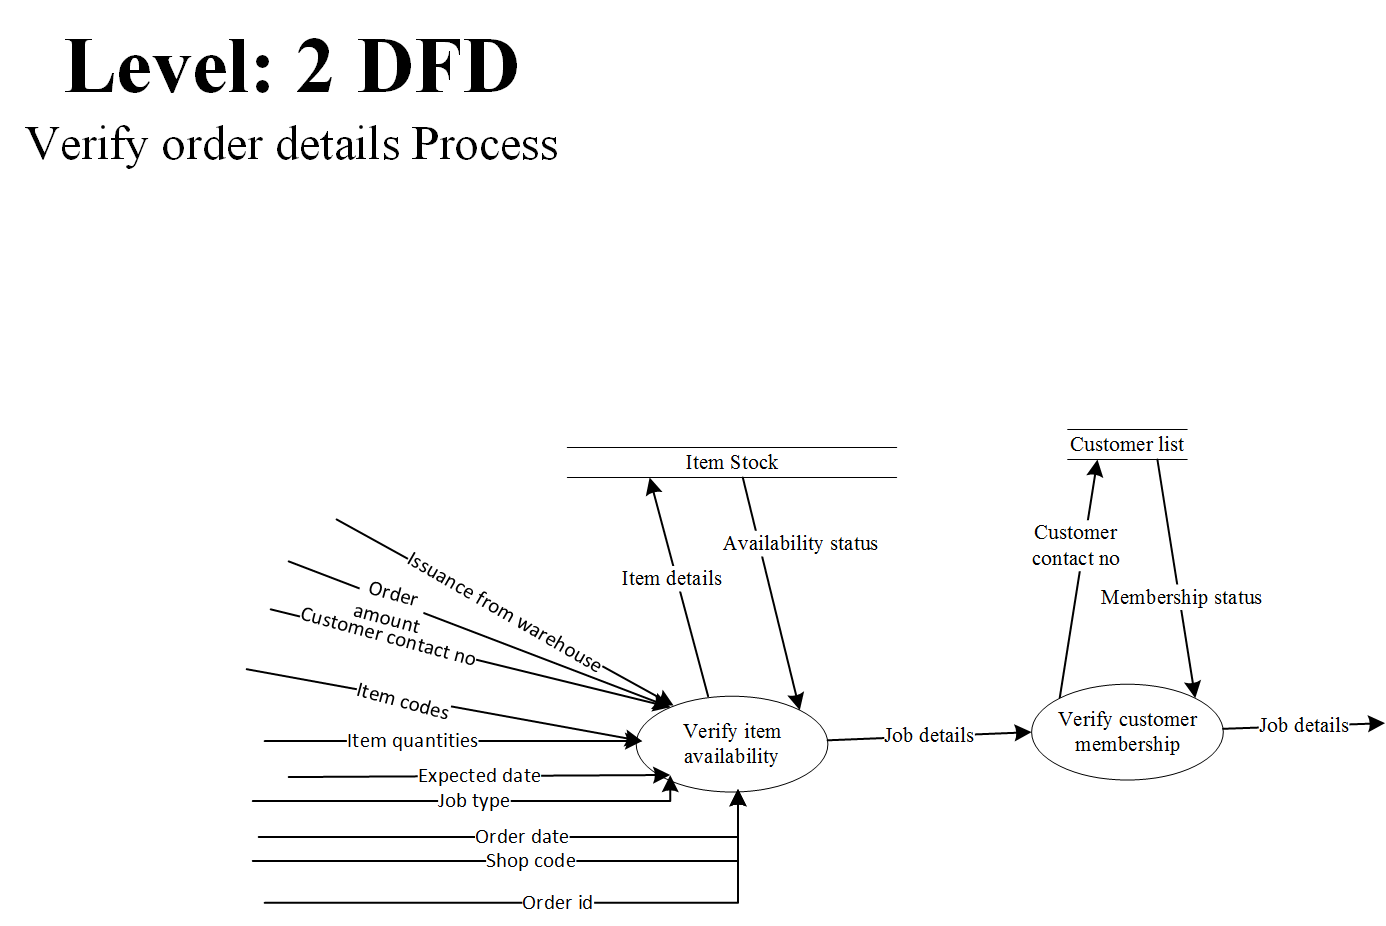 Level: 2 DFD
Verify order details Process
Customer list
Item Stock
Customer
contact no
Availability status
Issuance from warehouse
Item details
Order
amount
Membership status
Customer contact no
Item codes
Verify item
availability
Job details
Verify customer
membership
Job details
Item quantities
Expected date
Job type
Order date
Shop code
Order id